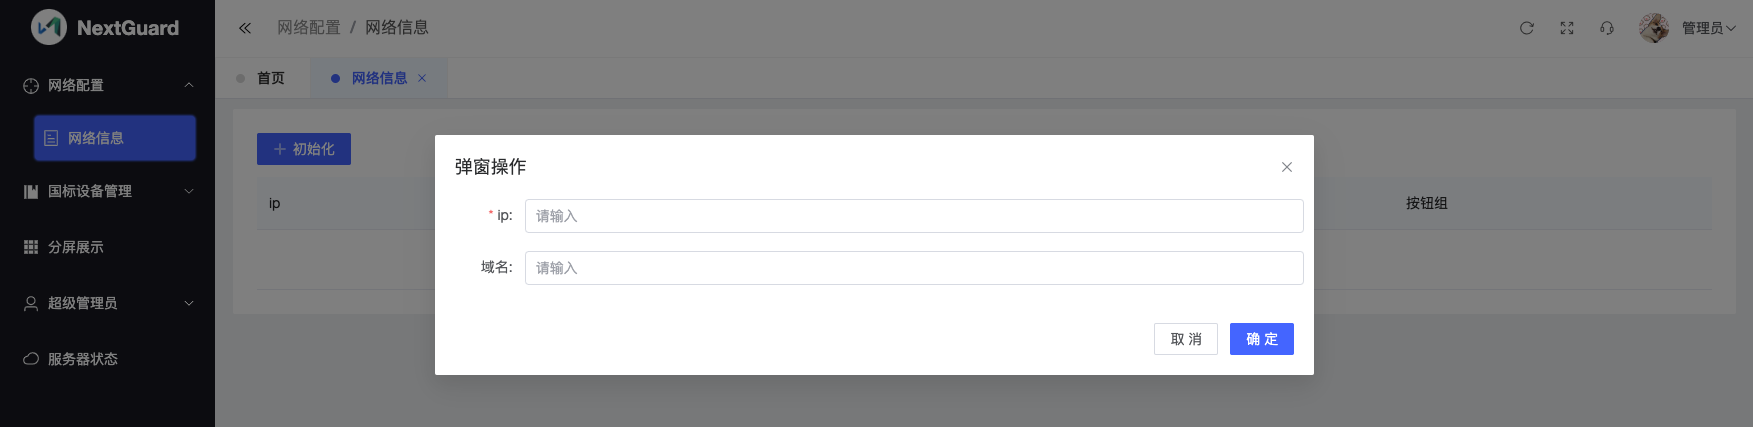 NextGuard
网络配置
网络信息
国标设备管理
分屏展示
超级管理员
服务器状态
网络配置 / 网络信息
管理员
首页
网络信息
初始化
ip
按钮组
弹窗操作
* ip: 请输入
域名: 请输入
取 消
确 定